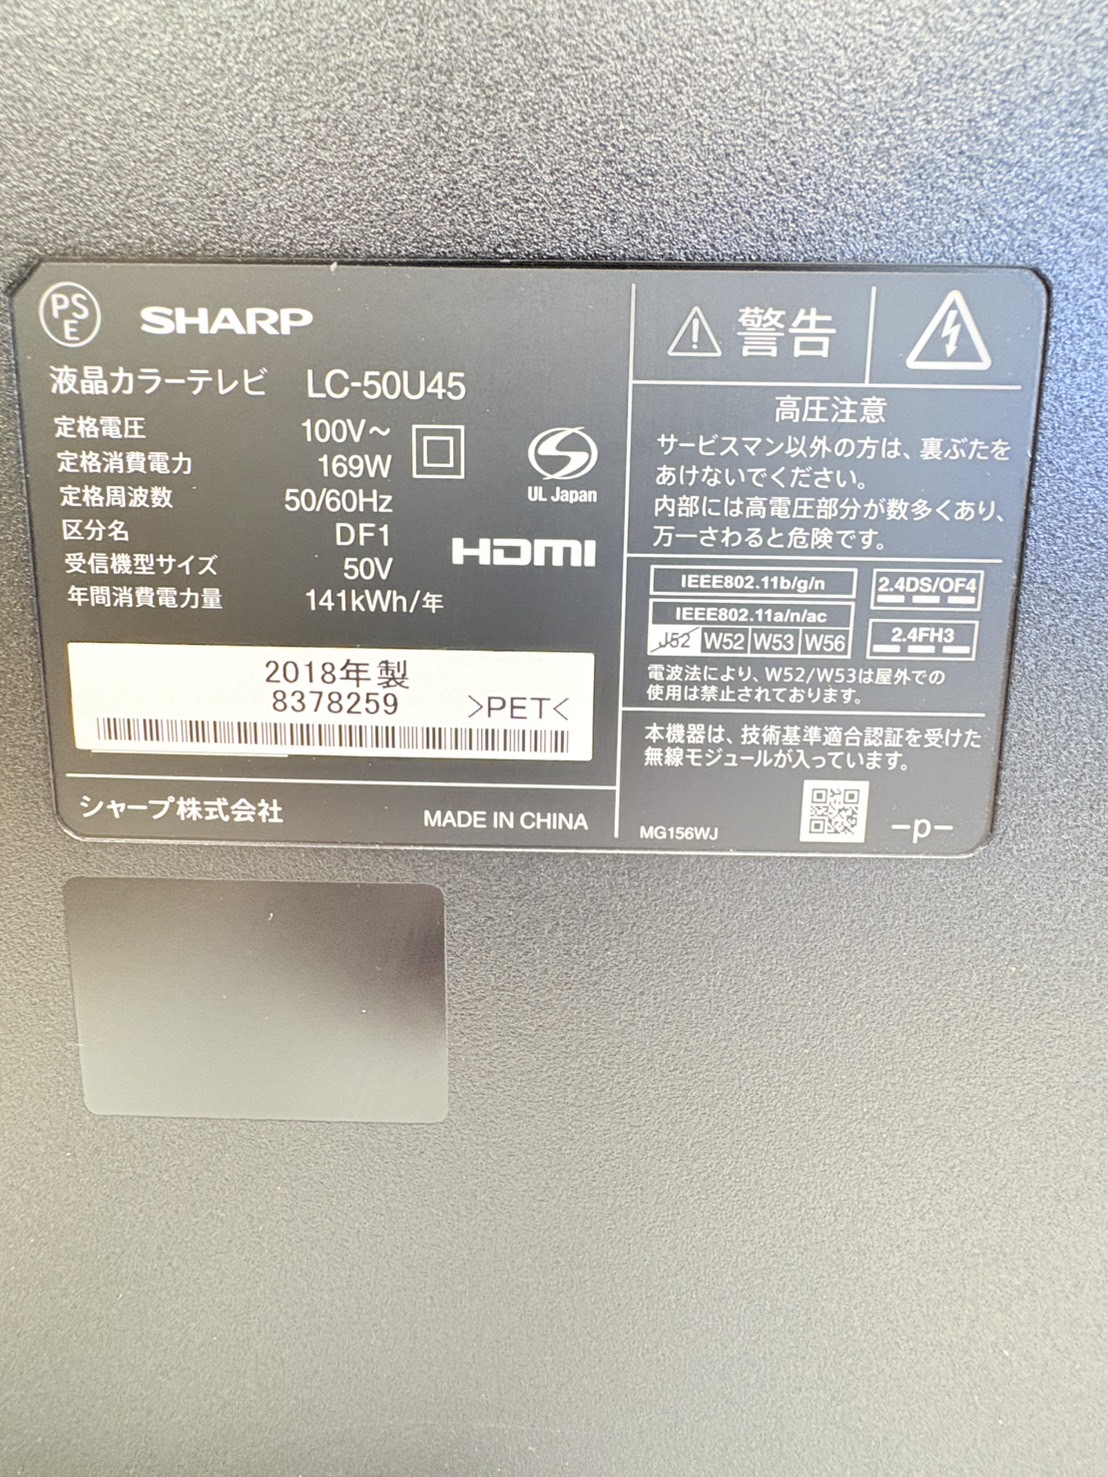 PS
E
SHARP
液晶カラーテレビ LC-50U45
定格電圧 100V～
定格消費電力 169W
定格周波数 50/60Hz
区分名 DF1
受信機型サイズ 50V
年間消費電力量 141kWh/年
UL Japan
HDMI
2018年製
8378259 >PET<
シャープ株式会社 MADE IN CHINA
警告
高圧注意
サービスマン以外の方は、裏ぶたを
あけないでください。
内部には高電圧部分が数多くあり、
万一さわると危険です。
IEEE802.11b/g/n
IEEE802.11a/n/ac
J52 W52 W53 W56
2.4DS/OF4
2.4FH3
電波法により、W52/W53は屋外での
使用は禁止されております。
本機器は、技術基準適合認証を受けた
無線モジュールが入っています。
MG156WJ -p-